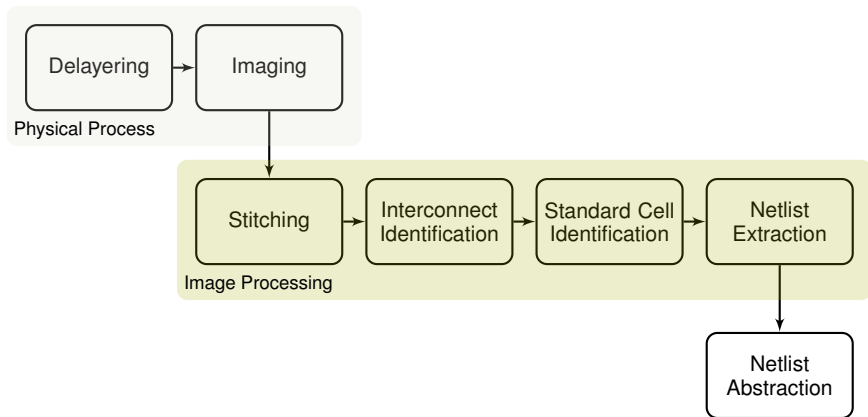 Delayering
Imaging
Physical Process
Stitching
Interconnect
Identification
Standard Cell
Identification
Netlist
Extraction
Image Processing
Netlist
Abstraction